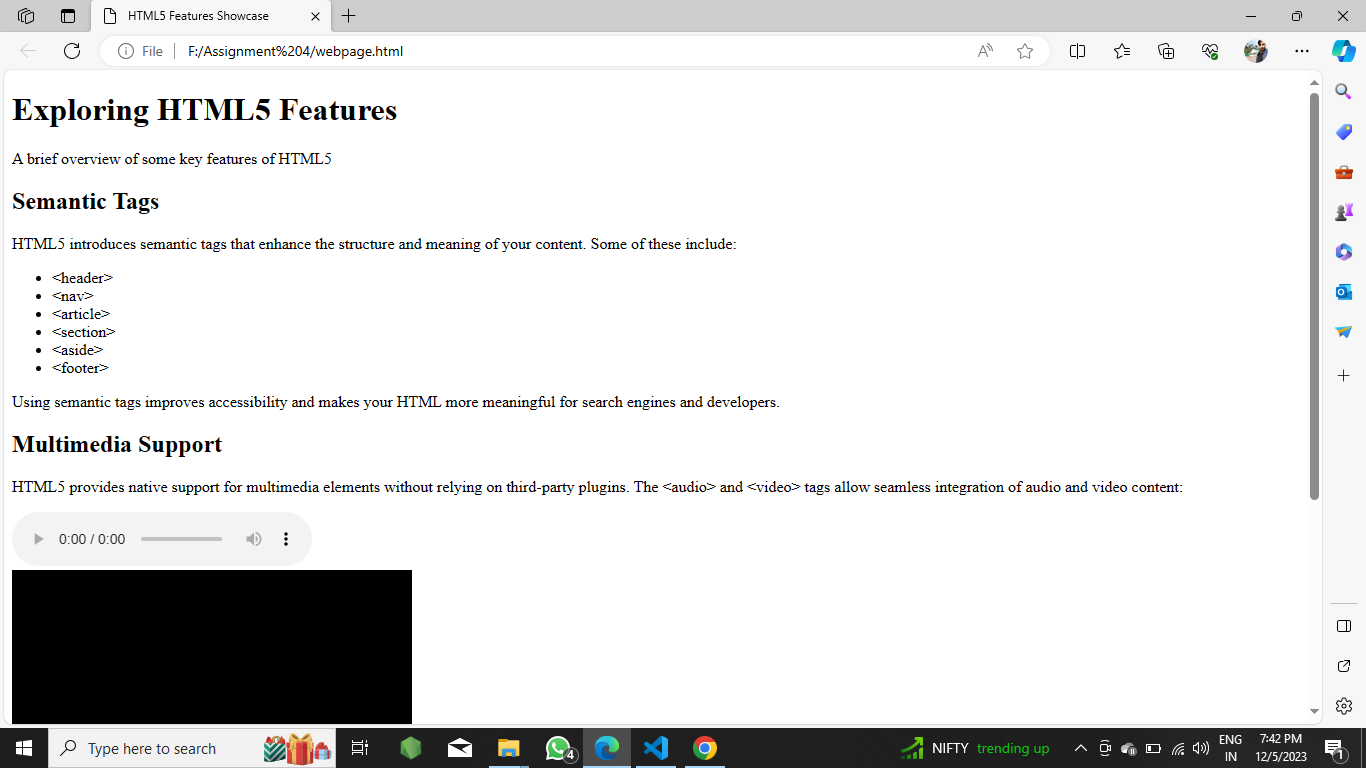 HTML5 Features Showcase
File
F:/Assignment%204/webpage.html
Exploring HTML5 Features
A brief overview of some key features of HTML5
Semantic Tags
HTML5 introduces semantic tags that enhance the structure and meaning of your content. Some of these include:
• <header>
• <nav>
• <article>
• <section>
• <aside>
• <footer>
Using semantic tags improves accessibility and makes your HTML more meaningful for search engines and developers.
Multimedia Support
HTML5 provides native support for multimedia elements without relying on third-party plugins. The <audio> and <video> tags allow seamless integration of audio and video content:
0:00 / 0:00
Type here to search
4
NIFTY trending up
ENG
IN
7:42 PM
12/5/2023
1